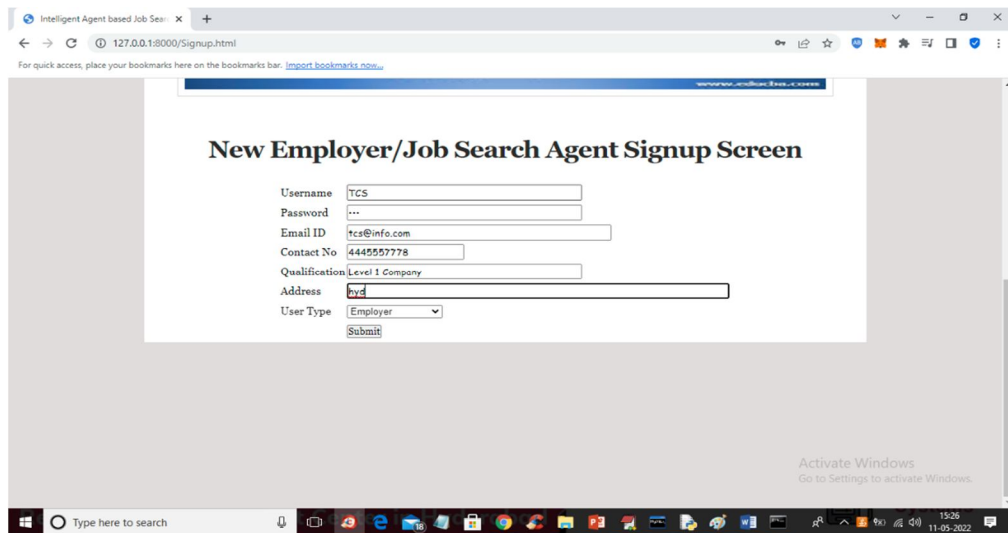 Intelligent Agent based Job Sear
127.0.0.1:8000/Signup.html
For quick access, place your bookmarks here on the bookmarks bar. Import bookmarks now...
www.educba.com
New Employer/Job Search Agent Signup Screen
Username TCS
Password ...
Email ID tcs@info.com
Contact No 4445557778
Qualification Level 1 Company
Address hyd
User Type Employer
Submit
Activate Windows
Go to Settings to activate Windows.
Type here to search
15:26
11-05-2022